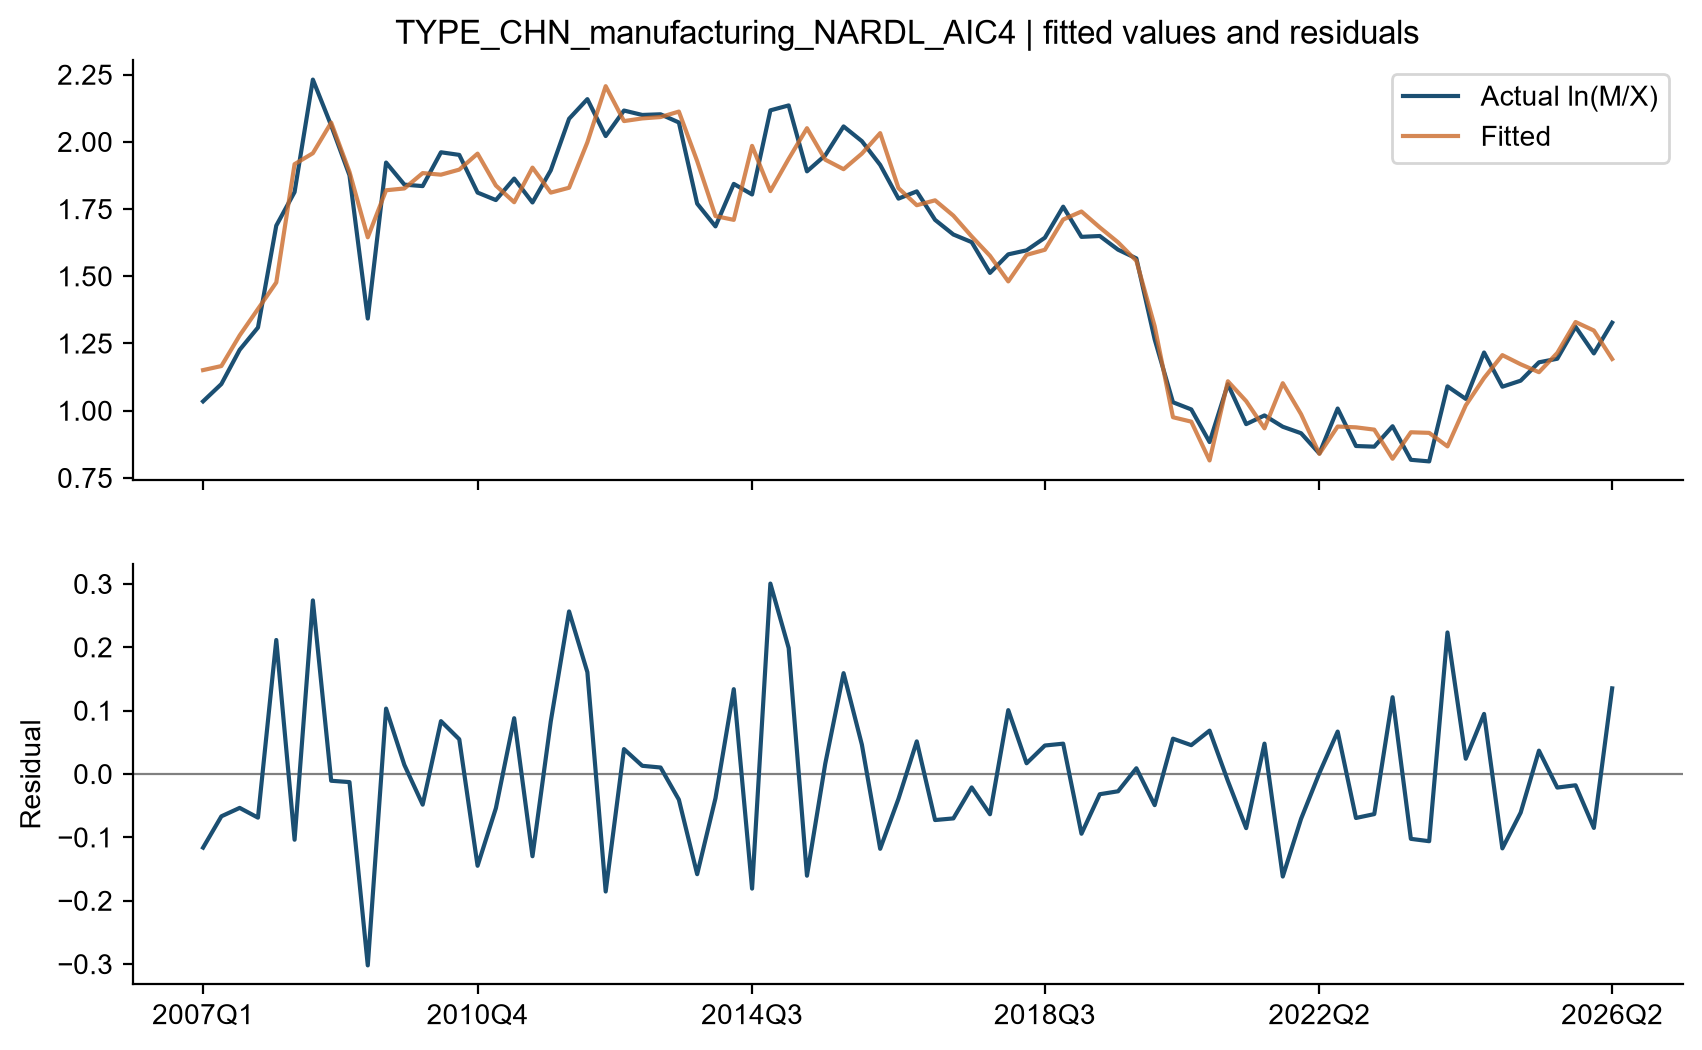 TYPE_CHN_manufacturing_NARDL_AIC4 | fitted values and residuals
2.25
2.00
1.75
1.50
1.25
1.00
0.75
Actual ln(M/X)
Fitted
Residual
0.3
0.2
0.1
0.0
−0.1
−0.2
−0.3
2007Q1 2010Q4 2014Q3 2018Q3 2022Q2 2026Q2